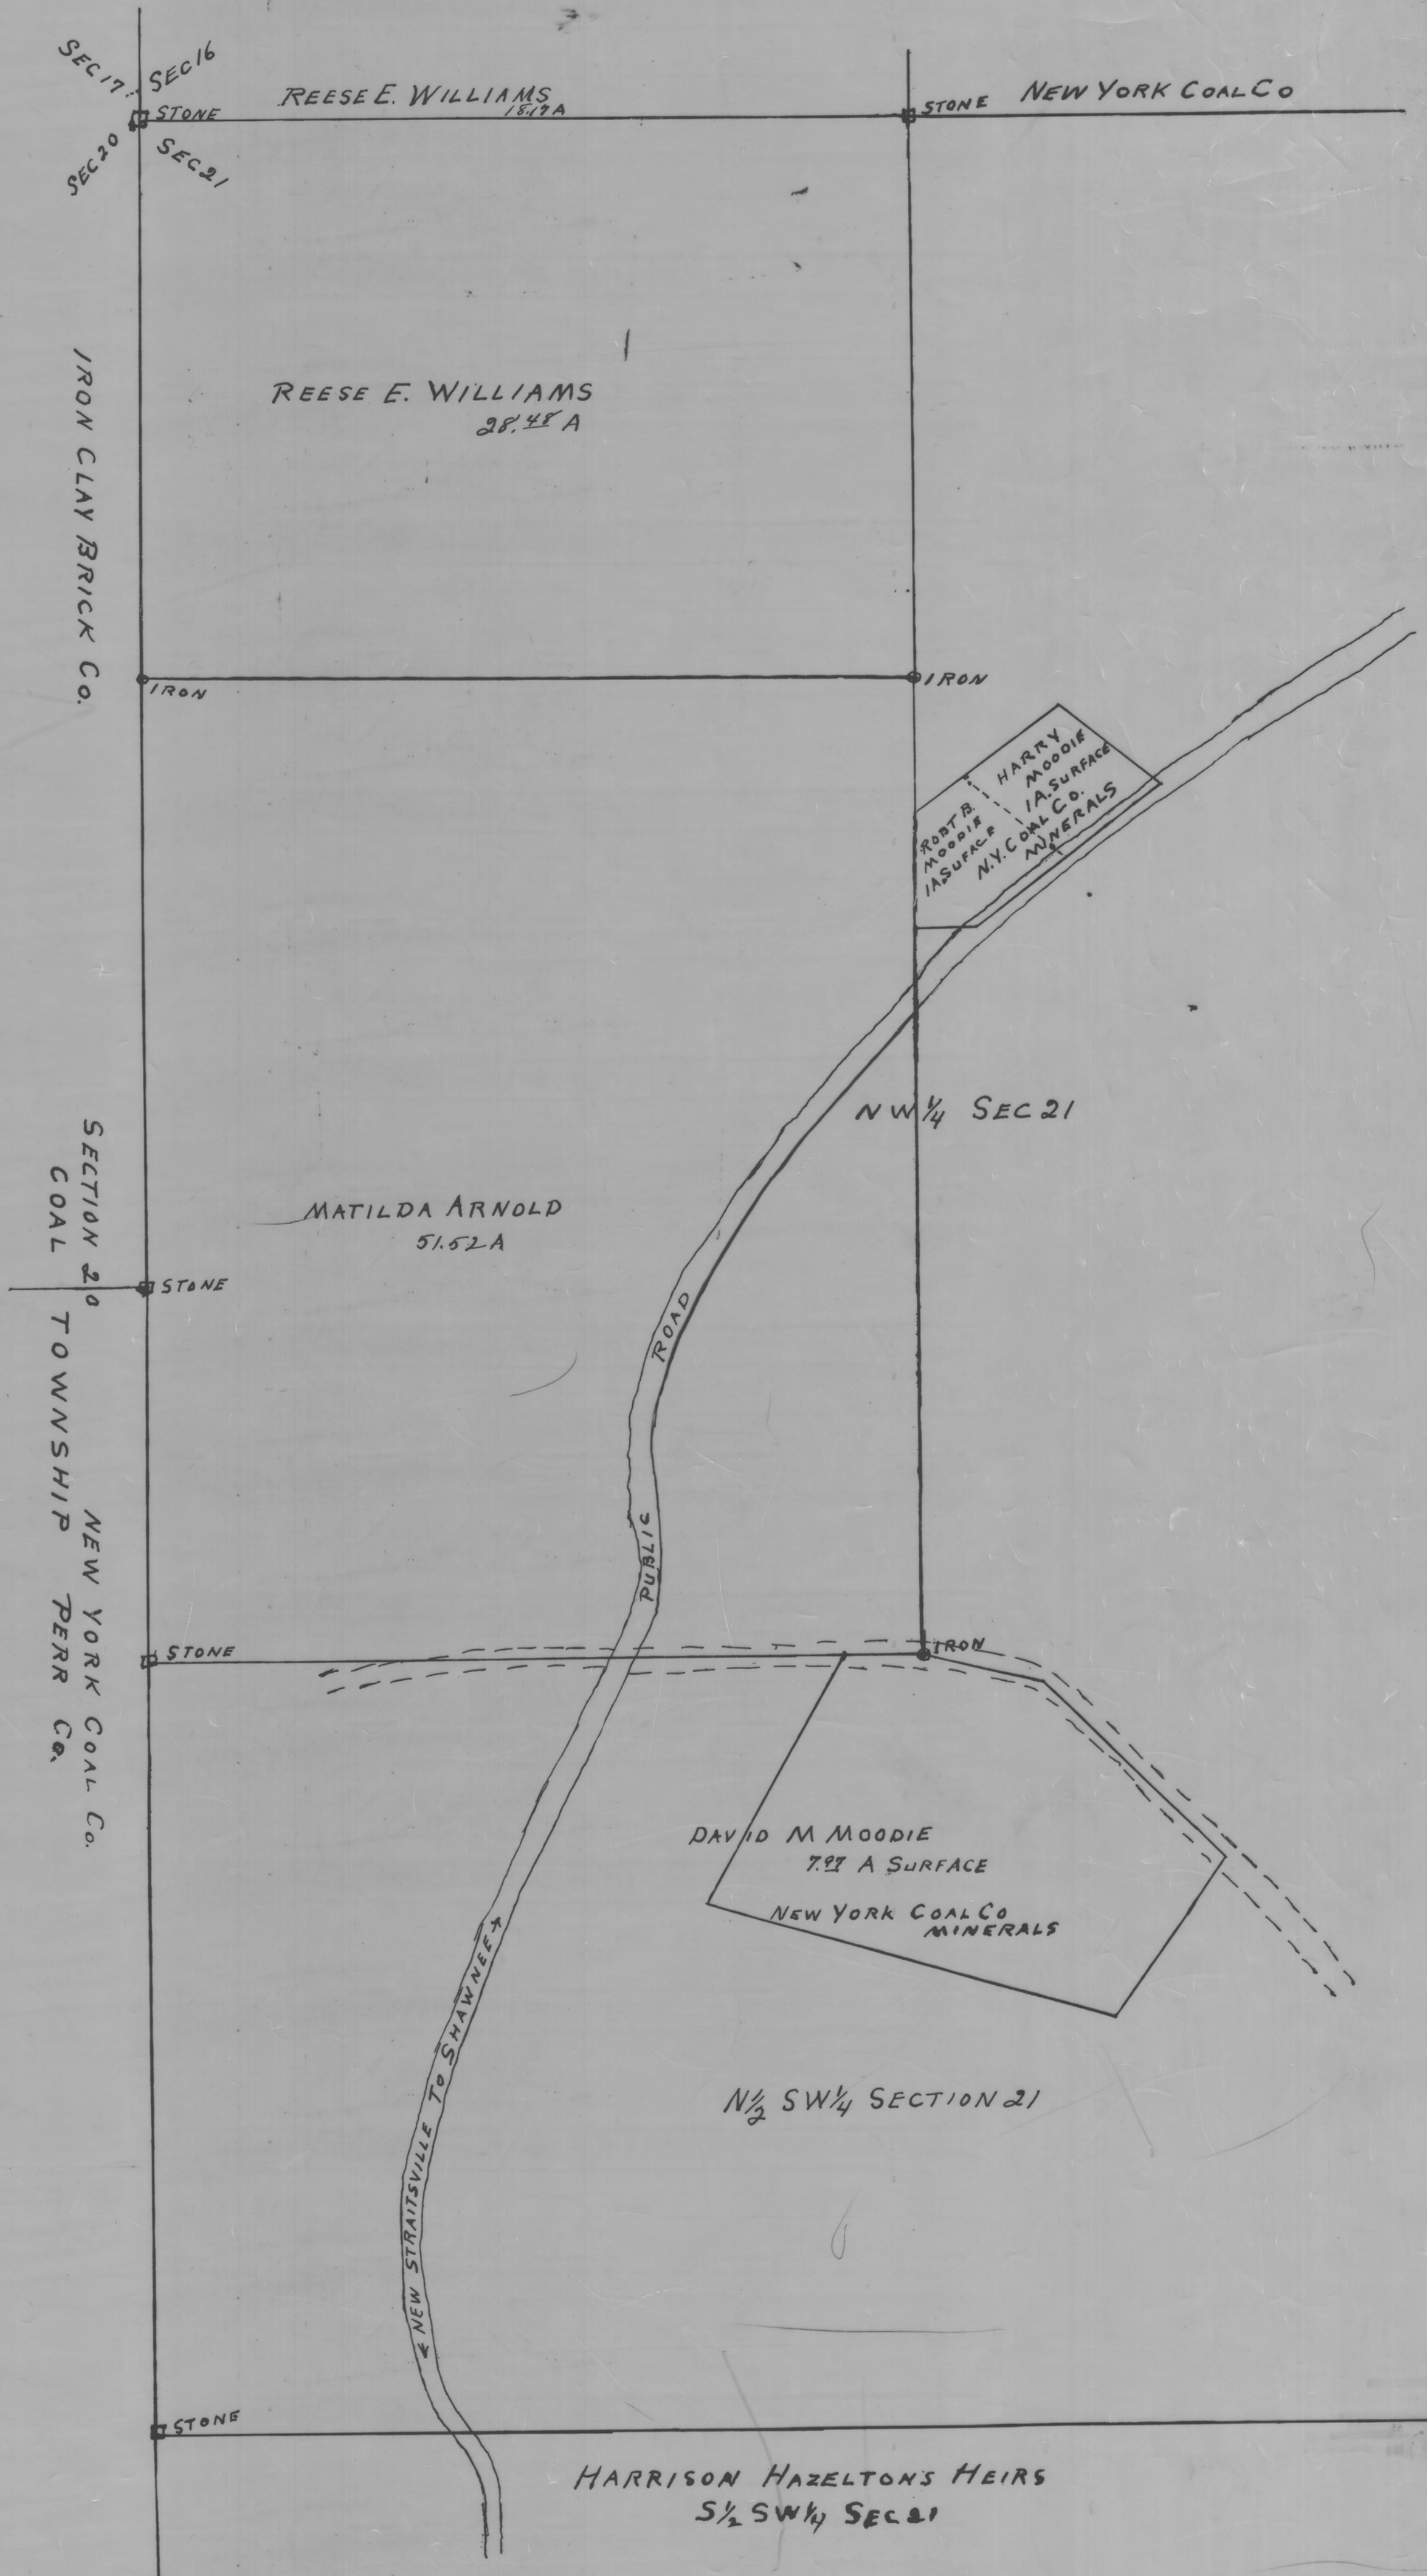 SEC 17
SEC 16
SEC 20
SEC 21
STONE
REESE E. WILLIAMS
18.17 A
STONE
NEW YORK COAL CO
REESE E. WILLIAMS
28.48 A
IRON CLAY BRICK CO.
IRON
IRON
HARRY
MOODIE
1A. SURFACE
ROBT B.
MOODIE
1A SUFACE
N.Y. COAL CO.
MINERALS
NW 1/4 SEC 21
MATILDA ARNOLD
51.52 A
SECTION 20
COAL TOWNSHIP PERR CO.
STONE
ROAD
PUBLIC
NEW YORK COAL CO.
STONE
IRON
DAVID M MOODIE
7.97 A SURFACE
NEW YORK COAL CO
MINERALS
← NEW STRAITSVILLE TO SHAWNEE →
N 1/2 SW 1/4 SECTION 21
STONE
HARRISON HAZELTON'S HEIRS
S 1/2 SW 1/4 SEC 21